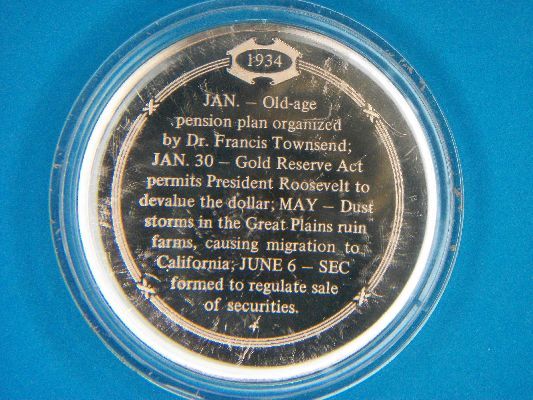 1934
JAN. – Old-age
pension plan organized
by Dr. Francis Townsend;
JAN. 30 – Gold Reserve Act
permits President Roosevelt to
devalue the dollar; MAY – Dust
storms in the Great Plains ruin
farms, causing migration to
California; JUNE 6 – SEC
formed to regulate sale
of securities.